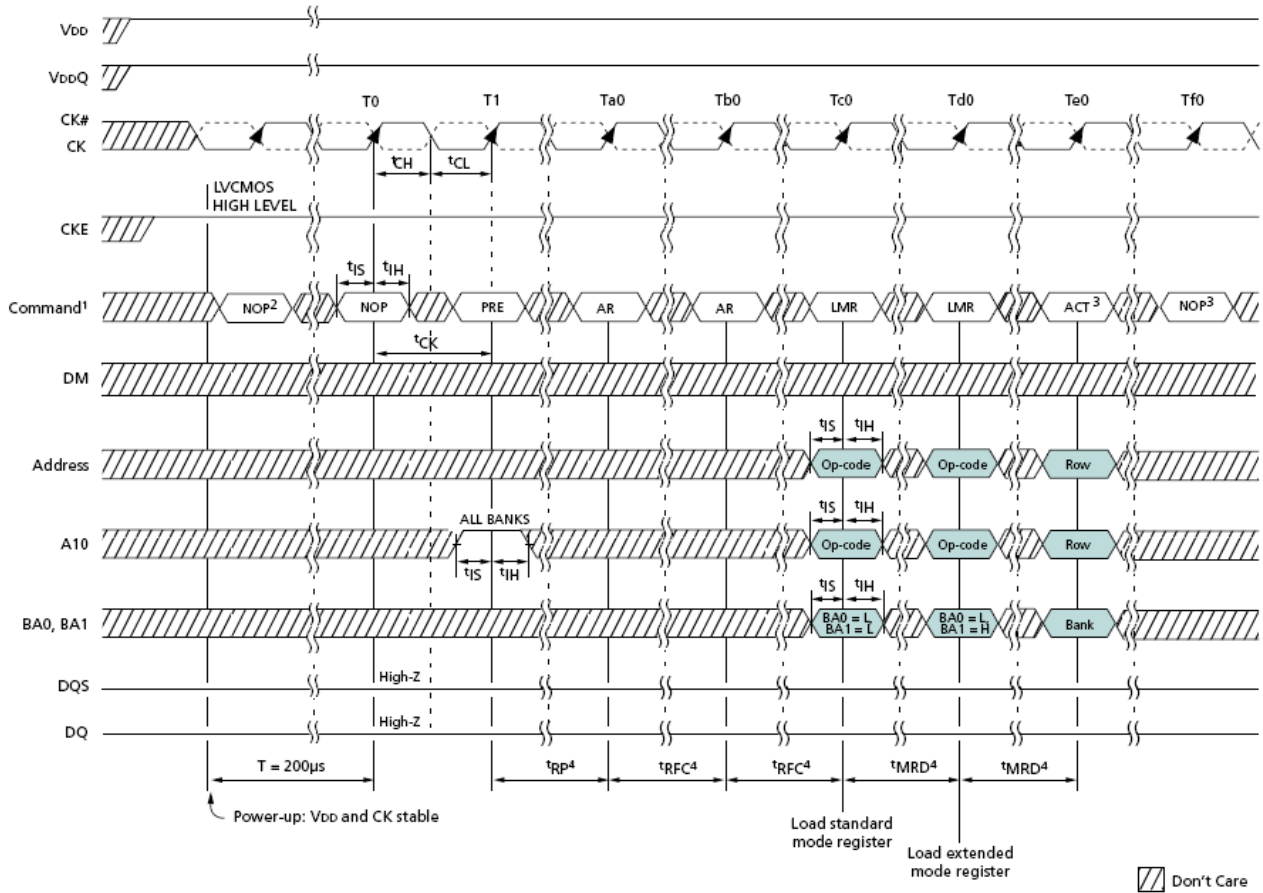 VDD
VDDQ
T0 T1 Ta0 Tb0 Tc0 Td0 Te0 Tf0
CK#
CK
tCH tCL
LVCMOS
HIGH LEVEL
CKE
tIS tIH
Command1 NOP2 NOP PRE AR AR LMR LMR ACT3 NOP3
tCK
DM
tIS tIH
Address Op-code Op-code Row
ALL BANKS tIS tIH
A10 Op-code Op-code Row
tIS tIH tIS tIH
BA0, BA1 BA0 = L, BA1 = L BA0 = L, BA1 = H Bank
DQS High-Z
DQ High-Z
T = 200µs tRP4 tRFC4 tRFC4 tMRD4 tMRD4
Power-up: VDD and CK stable
Load standard
mode register
Load extended
mode register
Don't Care